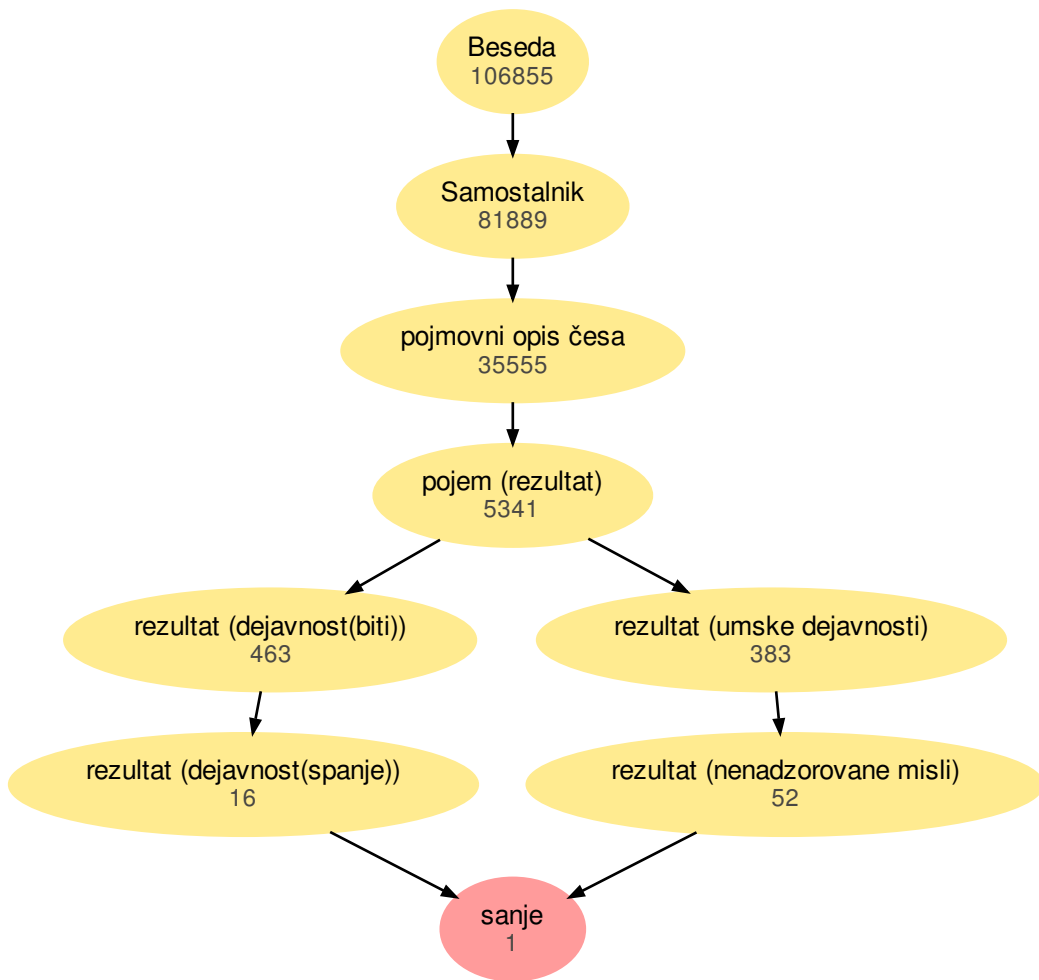 Beseda
106855
Samostalnik
81889
pojmovni opis česa
35555
pojem (rezultat)
5341
rezultat (dejavnost(biti))
463
rezultat (umske dejavnosti)
383
rezultat (dejavnost(spanje))
16
rezultat (nenadzorovane misli)
52
sanje
1